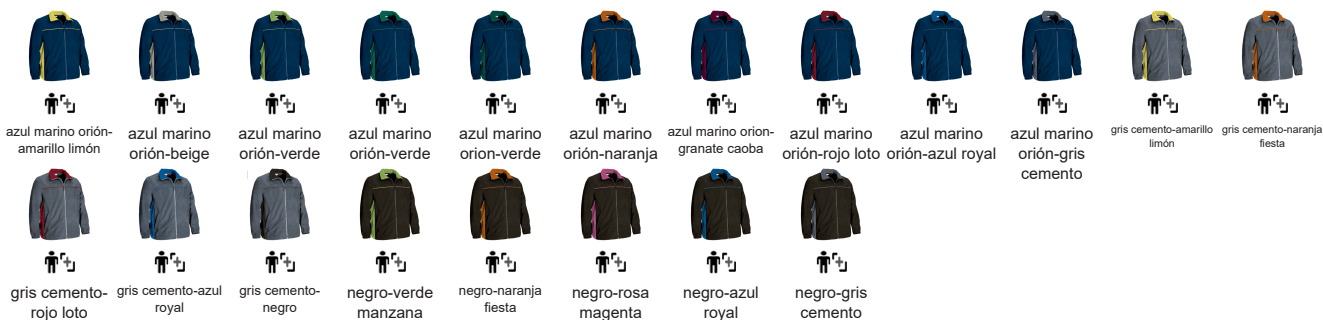 azul marino orión-
amarillo limón
azul marino
orión-beige
azul marino
orión-verde
azul marino
orión-verde
azul marino
orion-verde
azul marino
orión-naranja
azul marino orion-
granate caoba
azul marino
orión-rojo loto
azul marino
orión-azul royal
azul marino
orión-gris
cemento
gris cemento-amarillo
limón
gris cemento-naranja
fiesta
gris cemento-
rojo loto
gris cemento-azul
royal
gris cemento-
negro
negro-verde
manzana
negro-naranja
fiesta
negro-rosa
magenta
negro-azul
royal
negro-gris
cemento